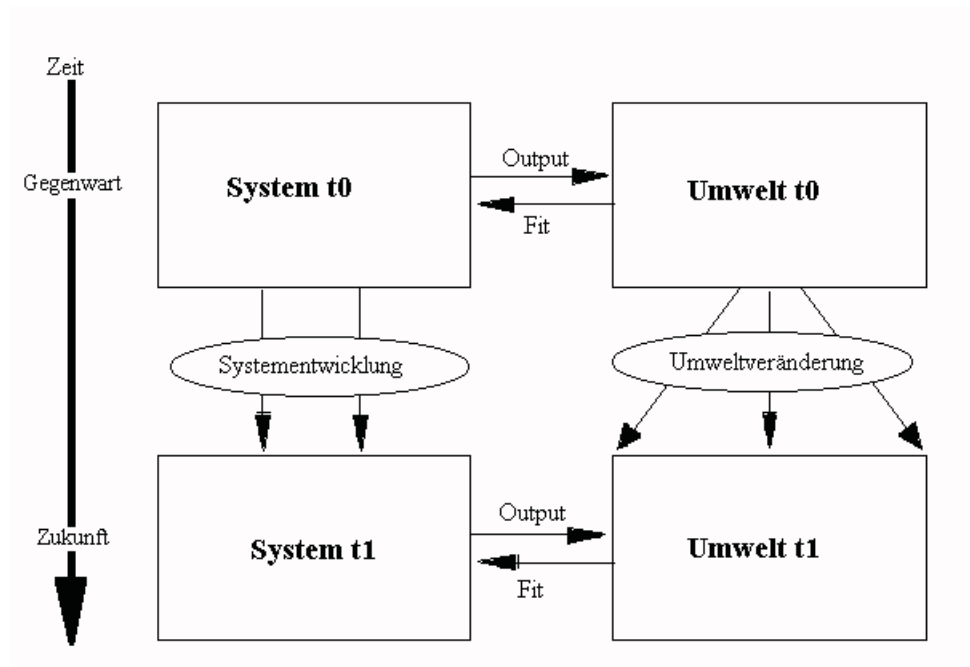 Zeit
Gegenwart
System t0
Output
Fit
Umwelt t0
Systementwicklung
Umweltveränderung
Zukunft
System t1
Output
Fit
Umwelt t1